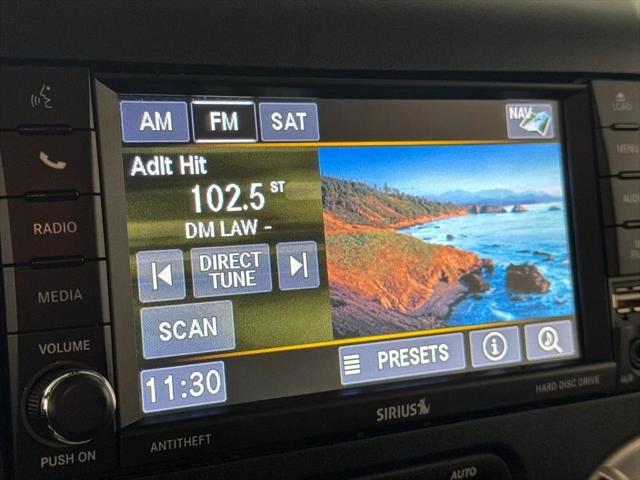 AM FM SAT NAV
Adlt Hit
102.5 ST
DM LAW -
DIRECT
TUNE
SCAN
PRESETS
11:30
RADIO
MEDIA
VOLUME
PUSH ON
ANTITHEFT
SIRIUS
HARD DISC DRIVE
LOAD
MENU
AUX
AUTO